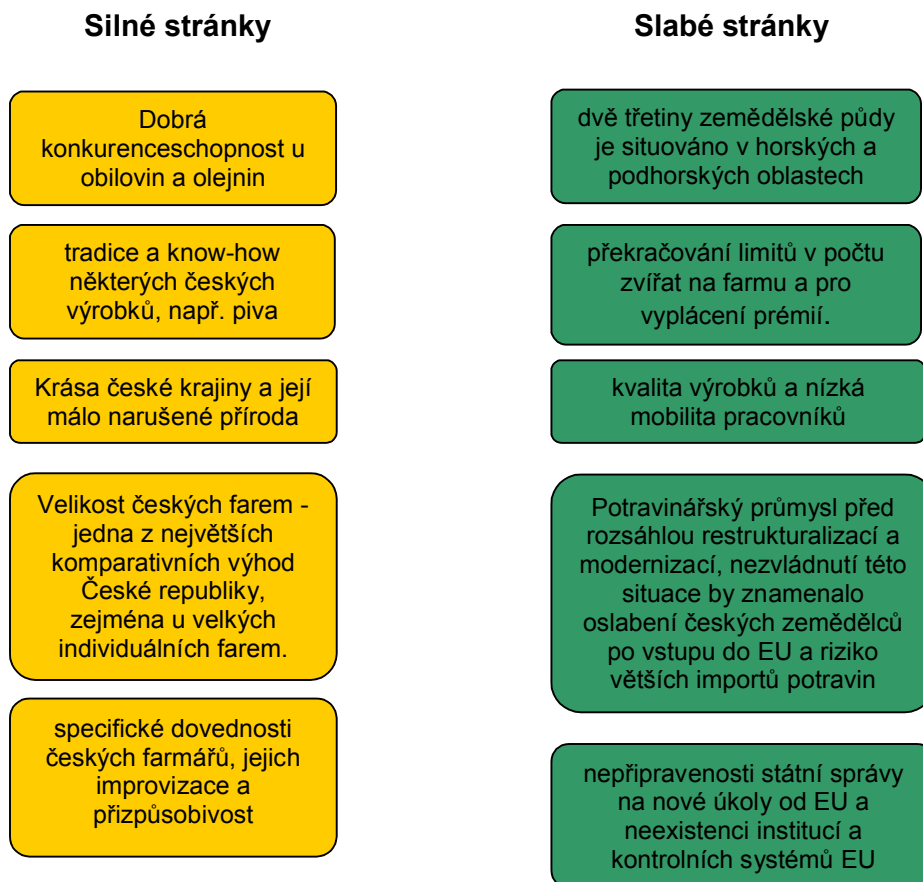 Silné stránky
Dobrá
konkurenceschopnost u
obilovin a olejnin
tradice a know-how
některých českých
výrobků, např. piva
Krása české krajiny a její
málo narušené příroda
Velikost českých farem -
jedna z největších
komparativních výhod
České republiky,
zejména u velkých
individuálních farem.
specifické dovednosti
českých farmářů, jejich
improvizace a
přizpůsobivost
Slabé stránky
dvě třetiny zemědělské půdy
je situováno v horských a
podhorských oblastech
překračování limitů v počtu
zvířat na farmu a pro
vyplácení prémií.
kvalita výrobků a nízká
mobilita pracovníků
Potravinářský průmysl před
rozsáhlou restrukturalizací a
modernizací, nezvládnutí této
situace by znamenalo
oslabení českých zemědělců
po vstupu do EU a riziko
větších importů potravin
nepřipravenosti státní správy
na nové úkoly od EU a
neexistenci institucí a
kontrolních systémů EU